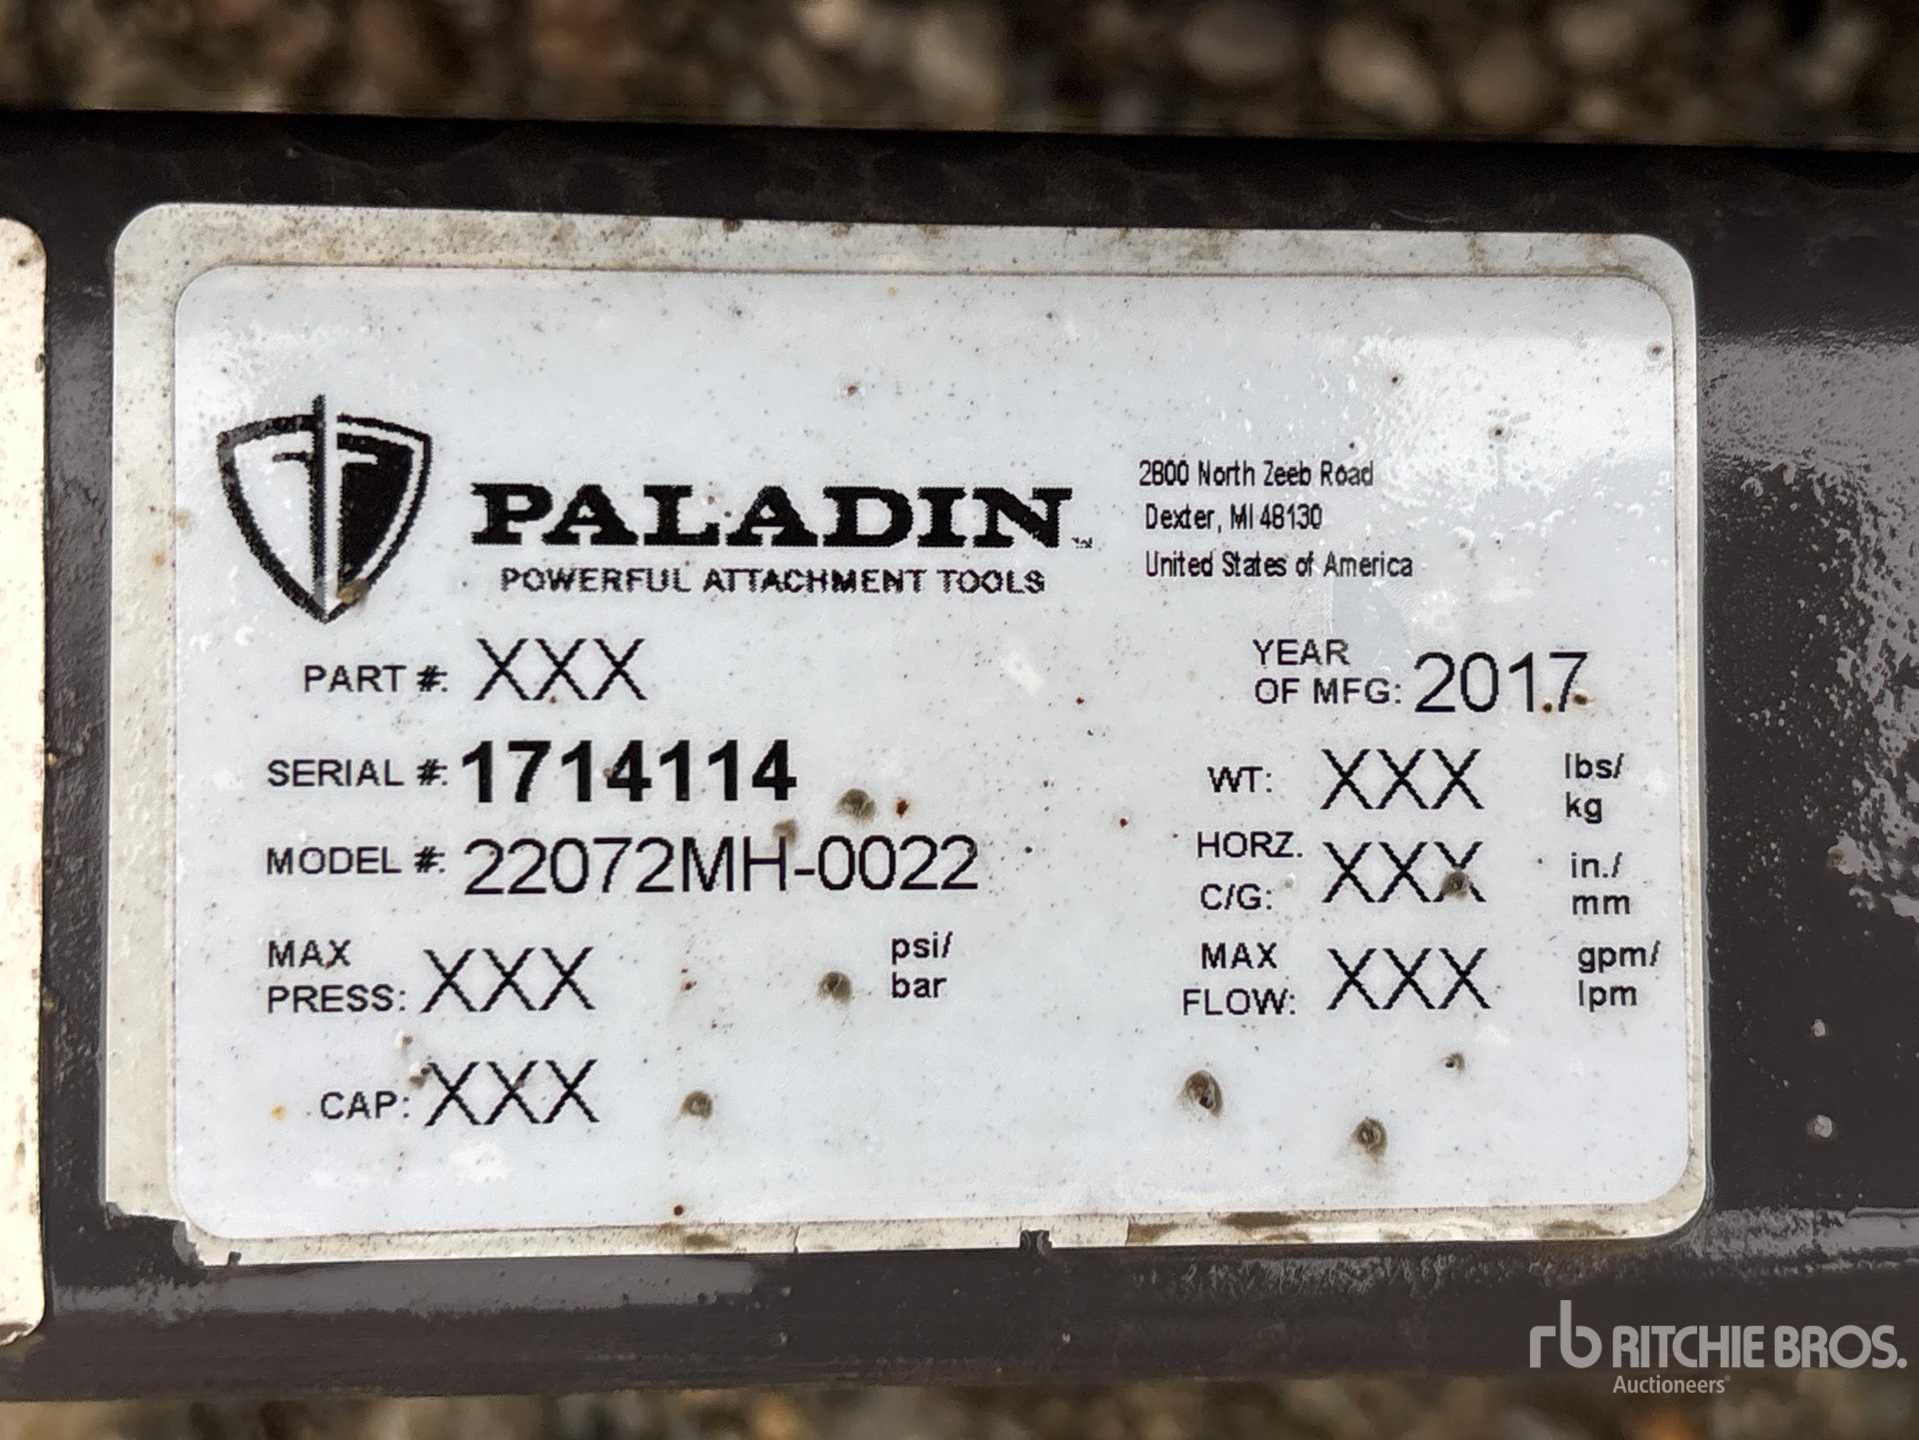 PALADIN™
POWERFUL ATTACHMENT TOOLS
2800 North Zeeb Road
Dexter, MI 48130
United States of America
PART #: XXX
YEAR
OF MFG: 2017
SERIAL #: 1714114
WT: XXX lbs/
kg
MODEL #: 22072MH-0022
HORZ.
C/G: XXX in./
mm
MAX
PRESS: XXX psi/
bar
MAX
FLOW: XXX gpm/
lpm
CAP: XXX
rb RITCHIE BROS.
Auctioneers®